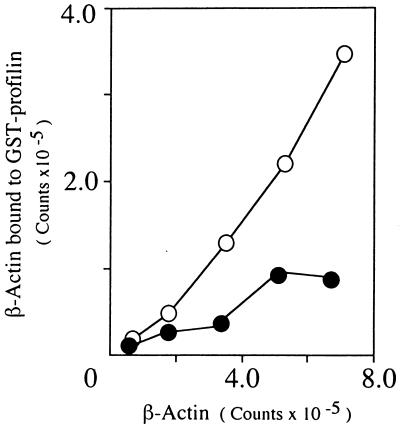 4.0
2.0
β-Actin bound to GST-profilin
( Counts x10 -5 )
0
4.0
8.0
β-Actin ( Counts x 10 -5 )